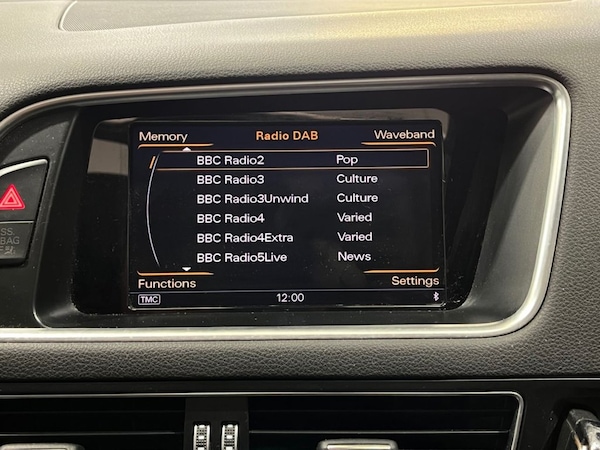 Memory Radio DAB Waveband
BBC Radio2 Pop
BBC Radio3 Culture
BBC Radio3Unwind Culture
BBC Radio4 Varied
BBC Radio4Extra Varied
BBC Radio5Live News
Functions Settings
TMC 12:00